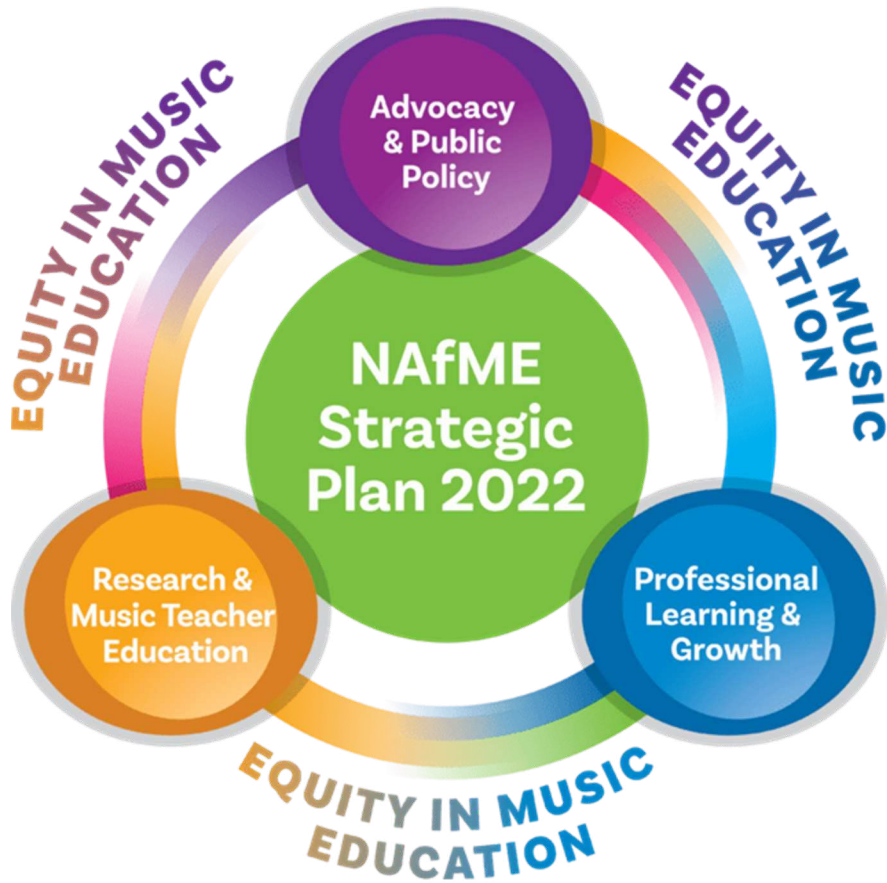 Advocacy
& Public
Policy
EQUITY IN MUSIC
EDUCATION
EQUITY IN MUSIC
EDUCATION
NAfME
Strategic
Plan 2022
Research &
Music Teacher
Education
Professional
Learning &
Growth
EQUITY IN MUSIC
EDUCATION